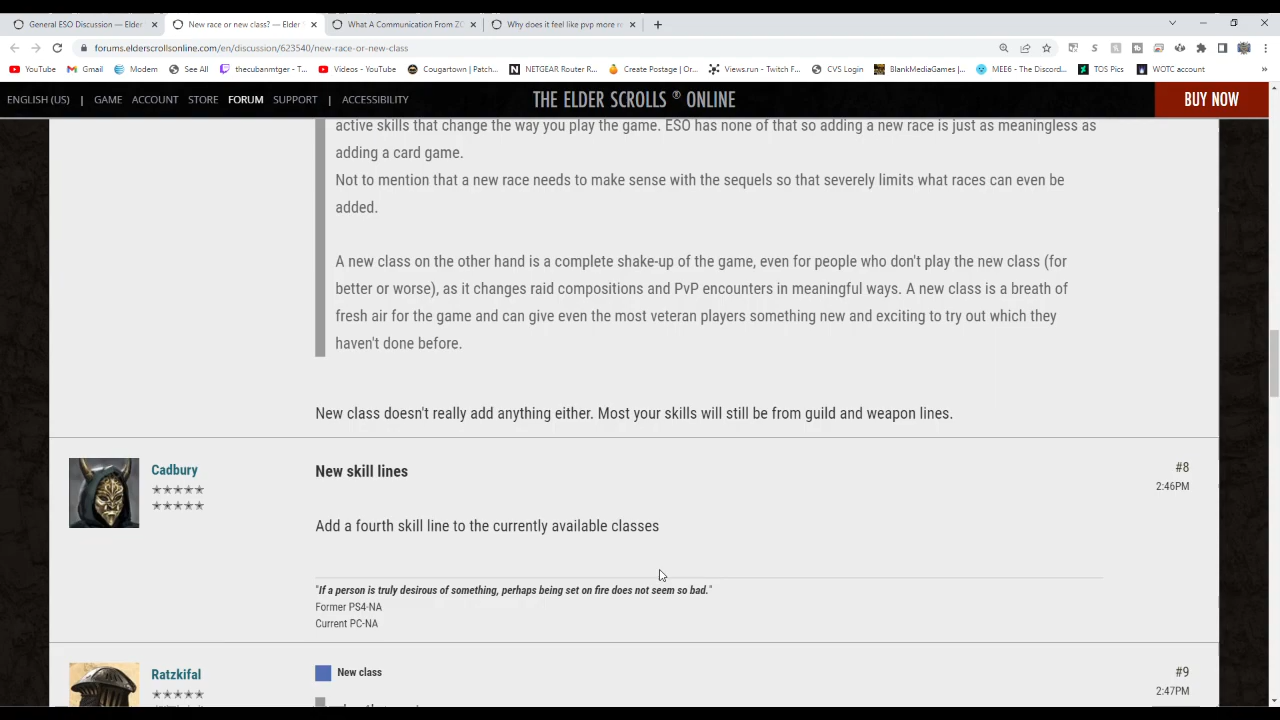 General ESO Discussion — Elder
New race or new class? — Elder S
What A Communication From ZO
Why does it feel like pvp more re
forums.elderscrollsonline.com/en/discussion/623540/new-race-or-new-class
YouTube
Gmail
Modem
See All
thecubanmtger - T...
Videos - YouTube
Cougartown | Patch...
NETGEAR Router R...
Create Postage | Or...
Views.run - Twitch F...
CVS Login
BlankMediaGames |...
MEE6 - The Discord...
TOS Pics
WOTC account
ENGLISH (US) | GAME ACCOUNT STORE FORUM SUPPORT | ACCESSIBILITY
THE ELDER SCROLLS ® ONLINE
BUY NOW
active skills that change the way you play the game. ESO has none of that so adding a new race is just as meaningless as
adding a card game.
Not to mention that a new race needs to make sense with the sequels so that severely limits what races can even be
added.
A new class on the other hand is a complete shake-up of the game, even for people who don't play the new class (for
better or worse), as it changes raid compositions and PvP encounters in meaningful ways. A new class is a breath of
fresh air for the game and can give even the most veteran players something new and exciting to try out which they
haven't done before.
New class doesn't really add anything either. Most your skills will still be from guild and weapon lines.
Cadbury
New skill lines
#8
2:46PM
Add a fourth skill line to the currently available classes
"If a person is truly desirous of something, perhaps being set on fire does not seem so bad."
Former PS4-NA
Current PC-NA
Ratzkifal
New class
#9
2:47PM